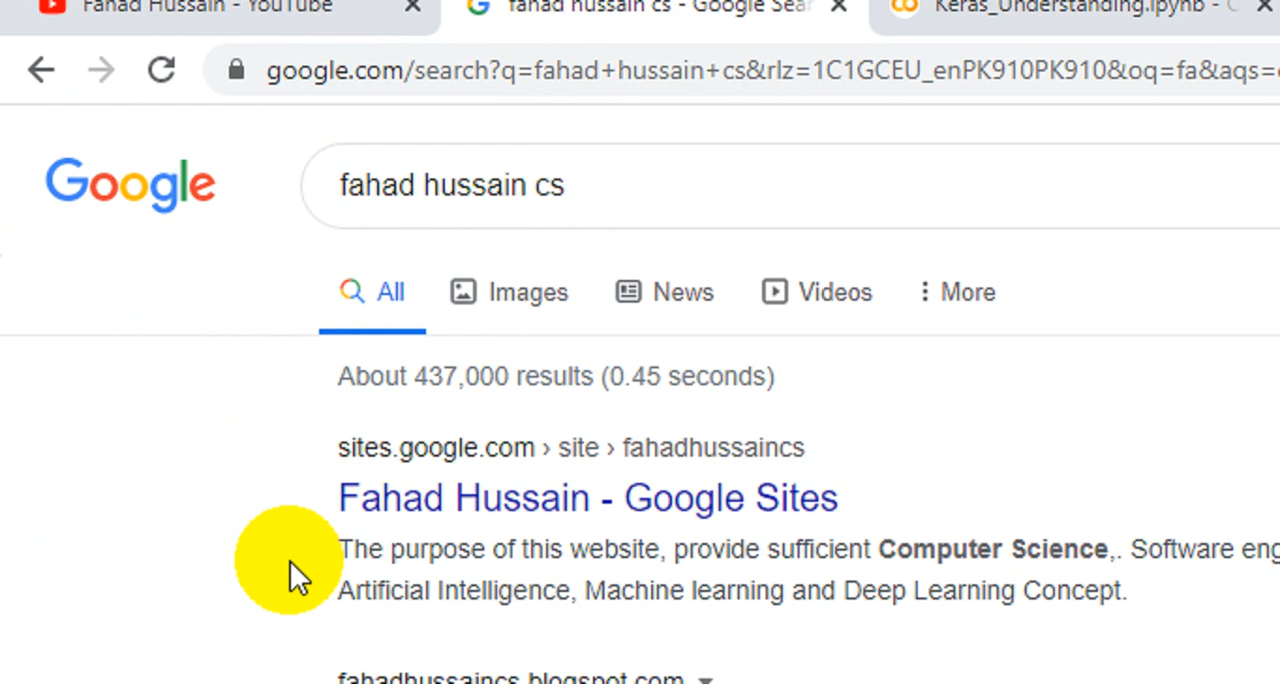 Fahad Hussain - YouTube
fahad hussain cs - Google Sear
Keras_Understanding.ipynb - C
google.com/search?q=fahad+hussain+cs&rlz=1C1GCEU_enPK910PK910&oq=fa&aqs=
Google
fahad hussain cs
All
Images
News
Videos
More
About 437,000 results (0.45 seconds)
sites.google.com › site › fahadhussaincs
Fahad Hussain - Google Sites
The purpose of this website, provide sufficient Computer Science,. Software eng
Artificial Intelligence, Machine learning and Deep Learning Concept.
fahadhussaincs.blogspot.com